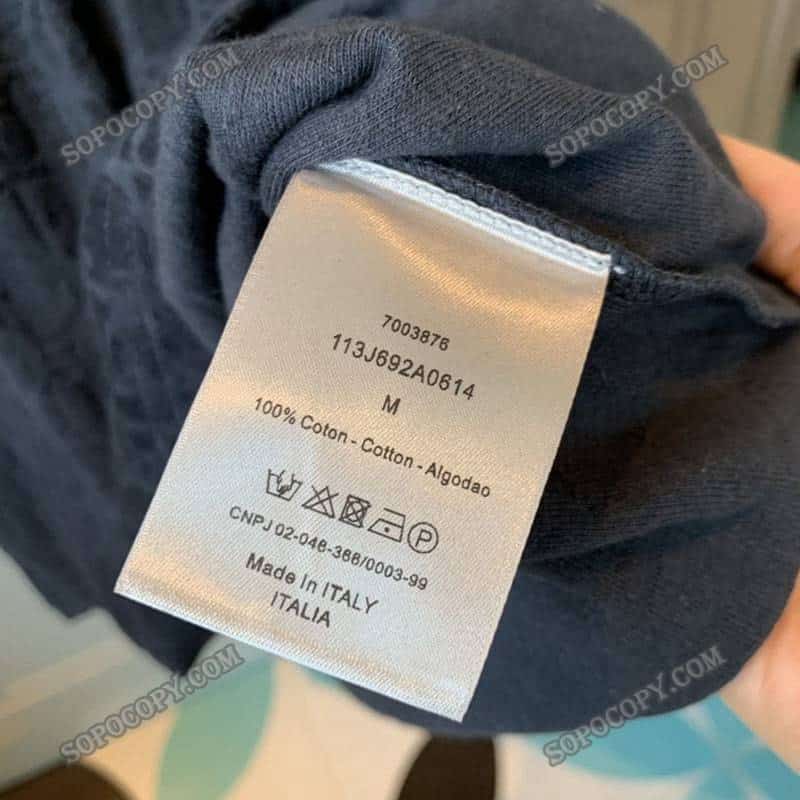 SOPOCOPY.COM
SOPOCOPY.COM
7003876
113J692A0614
M
100% Coton - Cotton - Algodao
P
CNPJ 02-046-366/0003-99
Made In ITALY
ITALIA
SOPOCOPY.COM
SOPOCOPY.COM